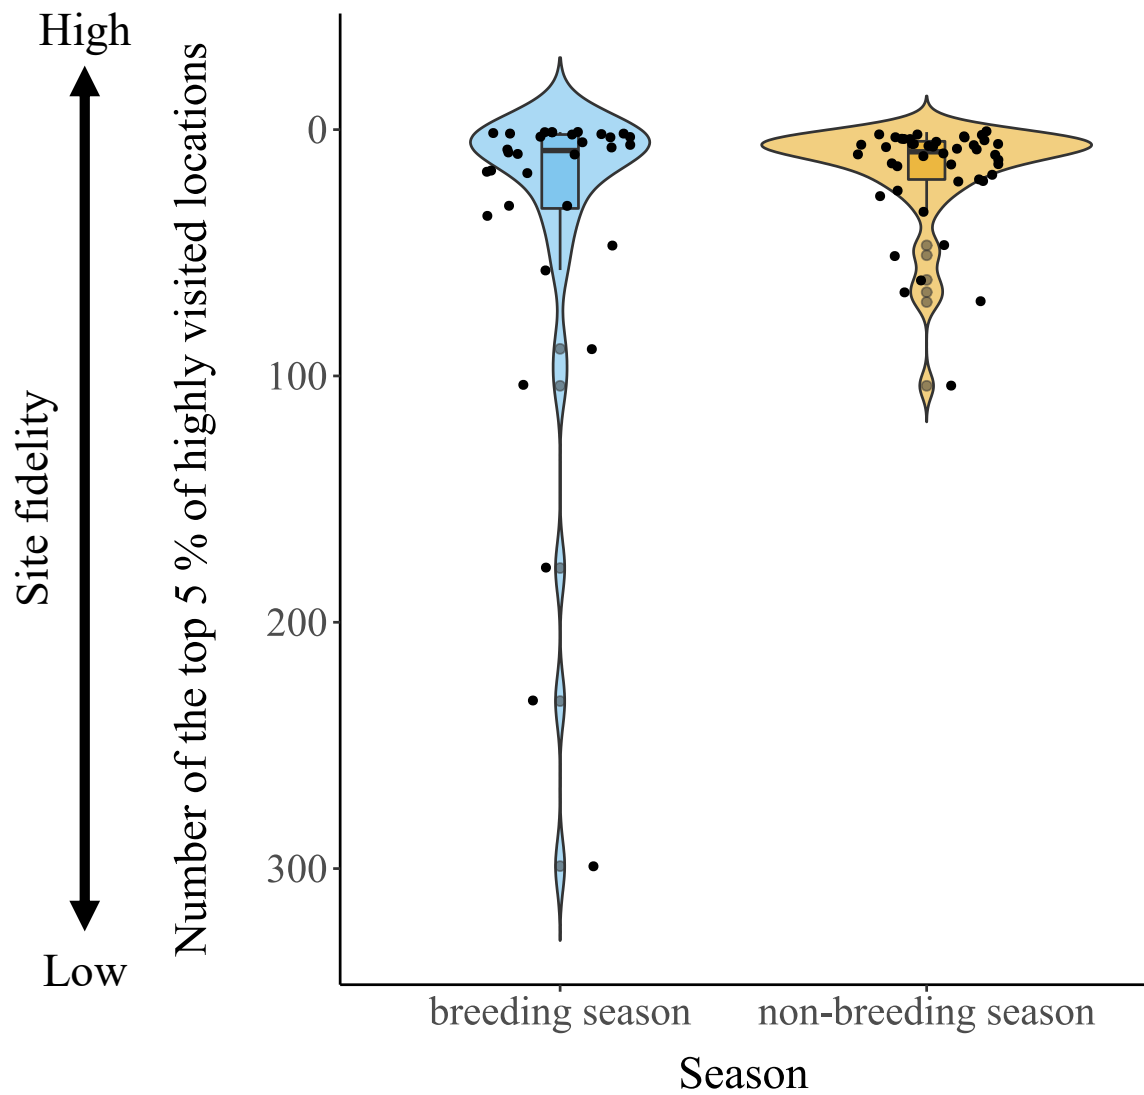 High
Site fidelity
Low
Number of the top 5 % of highly visited locations
0
100
200
300
breeding season
non-breeding season
Season